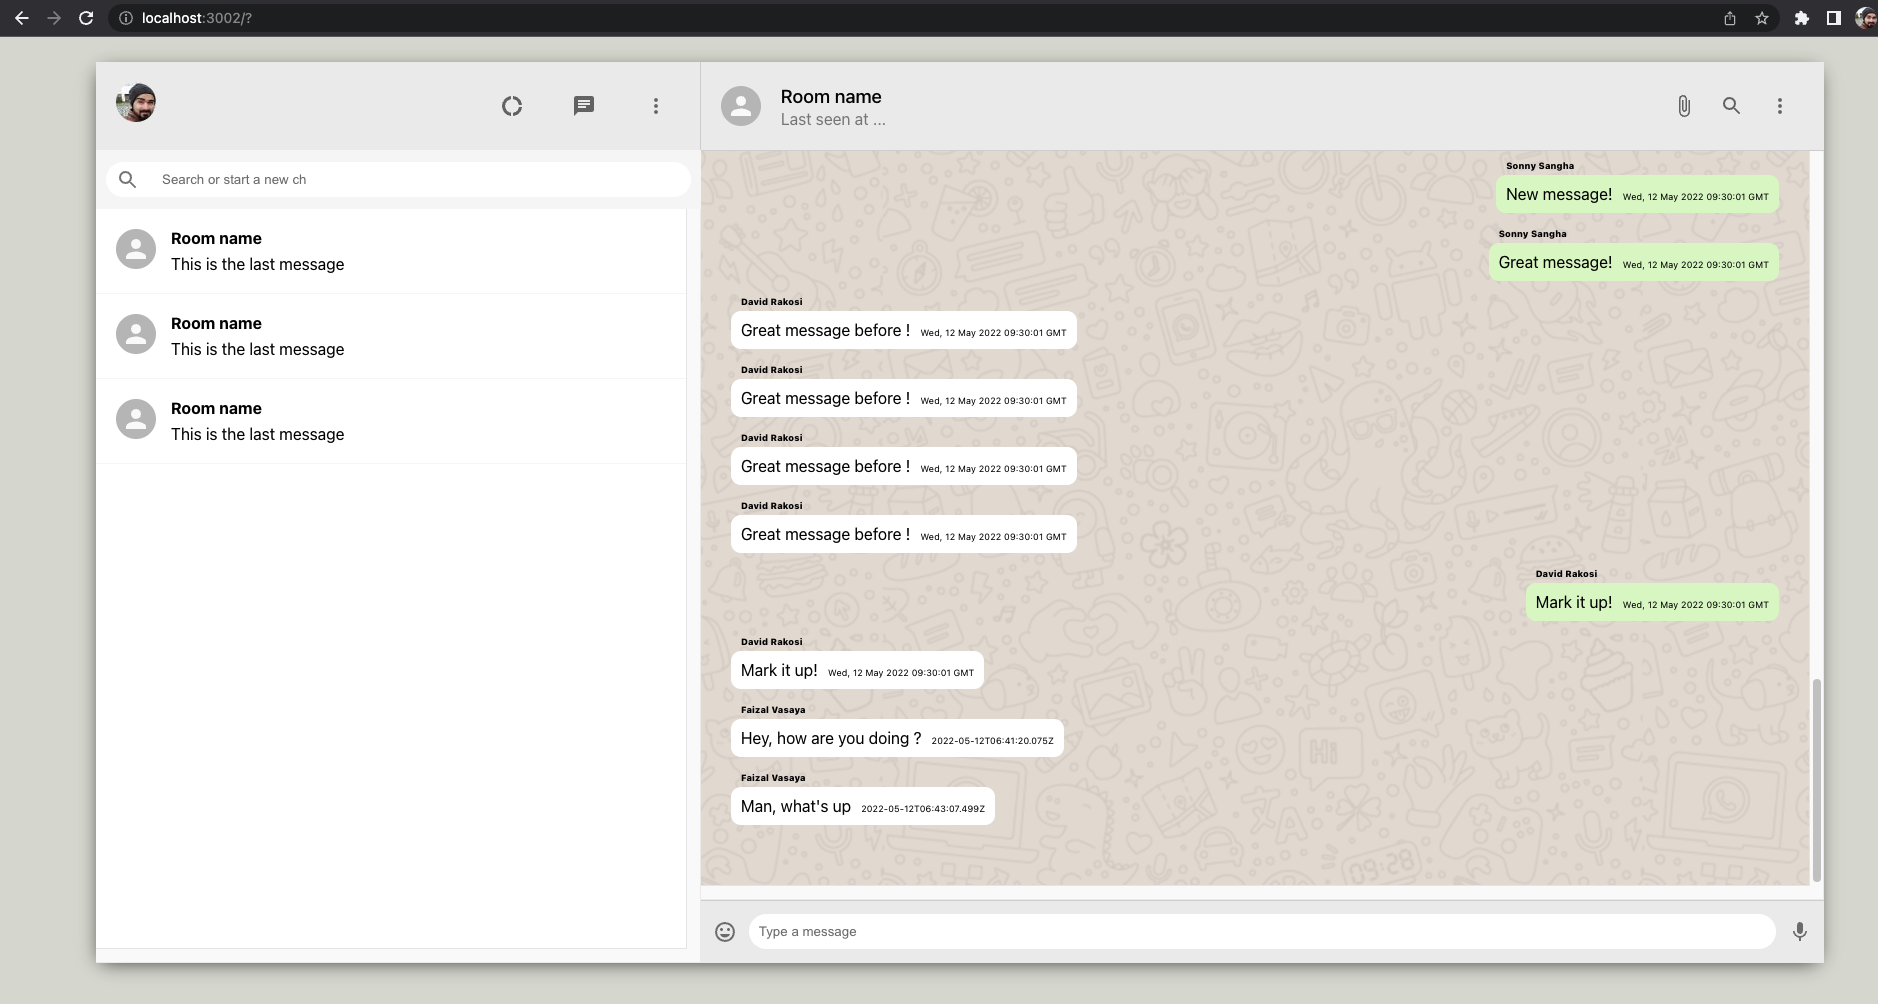 localhost:3002/?
Room name
Last seen at ...
Search or start a new ch
Room name
This is the last message
Room name
This is the last message
Room name
This is the last message
Sonny Sangha
New message! Wed, 12 May 2022 09:30:01 GMT
Sonny Sangha
Great message! Wed, 12 May 2022 09:30:01 GMT
David Rakosi
Great message before ! Wed, 12 May 2022 09:30:01 GMT
David Rakosi
Great message before ! Wed, 12 May 2022 09:30:01 GMT
David Rakosi
Great message before ! Wed, 12 May 2022 09:30:01 GMT
David Rakosi
Great message before ! Wed, 12 May 2022 09:30:01 GMT
David Rakosi
Mark it up! Wed, 12 May 2022 09:30:01 GMT
David Rakosi
Mark it up! Wed, 12 May 2022 09:30:01 GMT
Faizal Vasaya
Hey, how are you doing ? 2022-05-12T06:41:20.075Z
Faizal Vasaya
Man, what's up 2022-05-12T06:43:07.499Z
Hi
09:28
Type a message